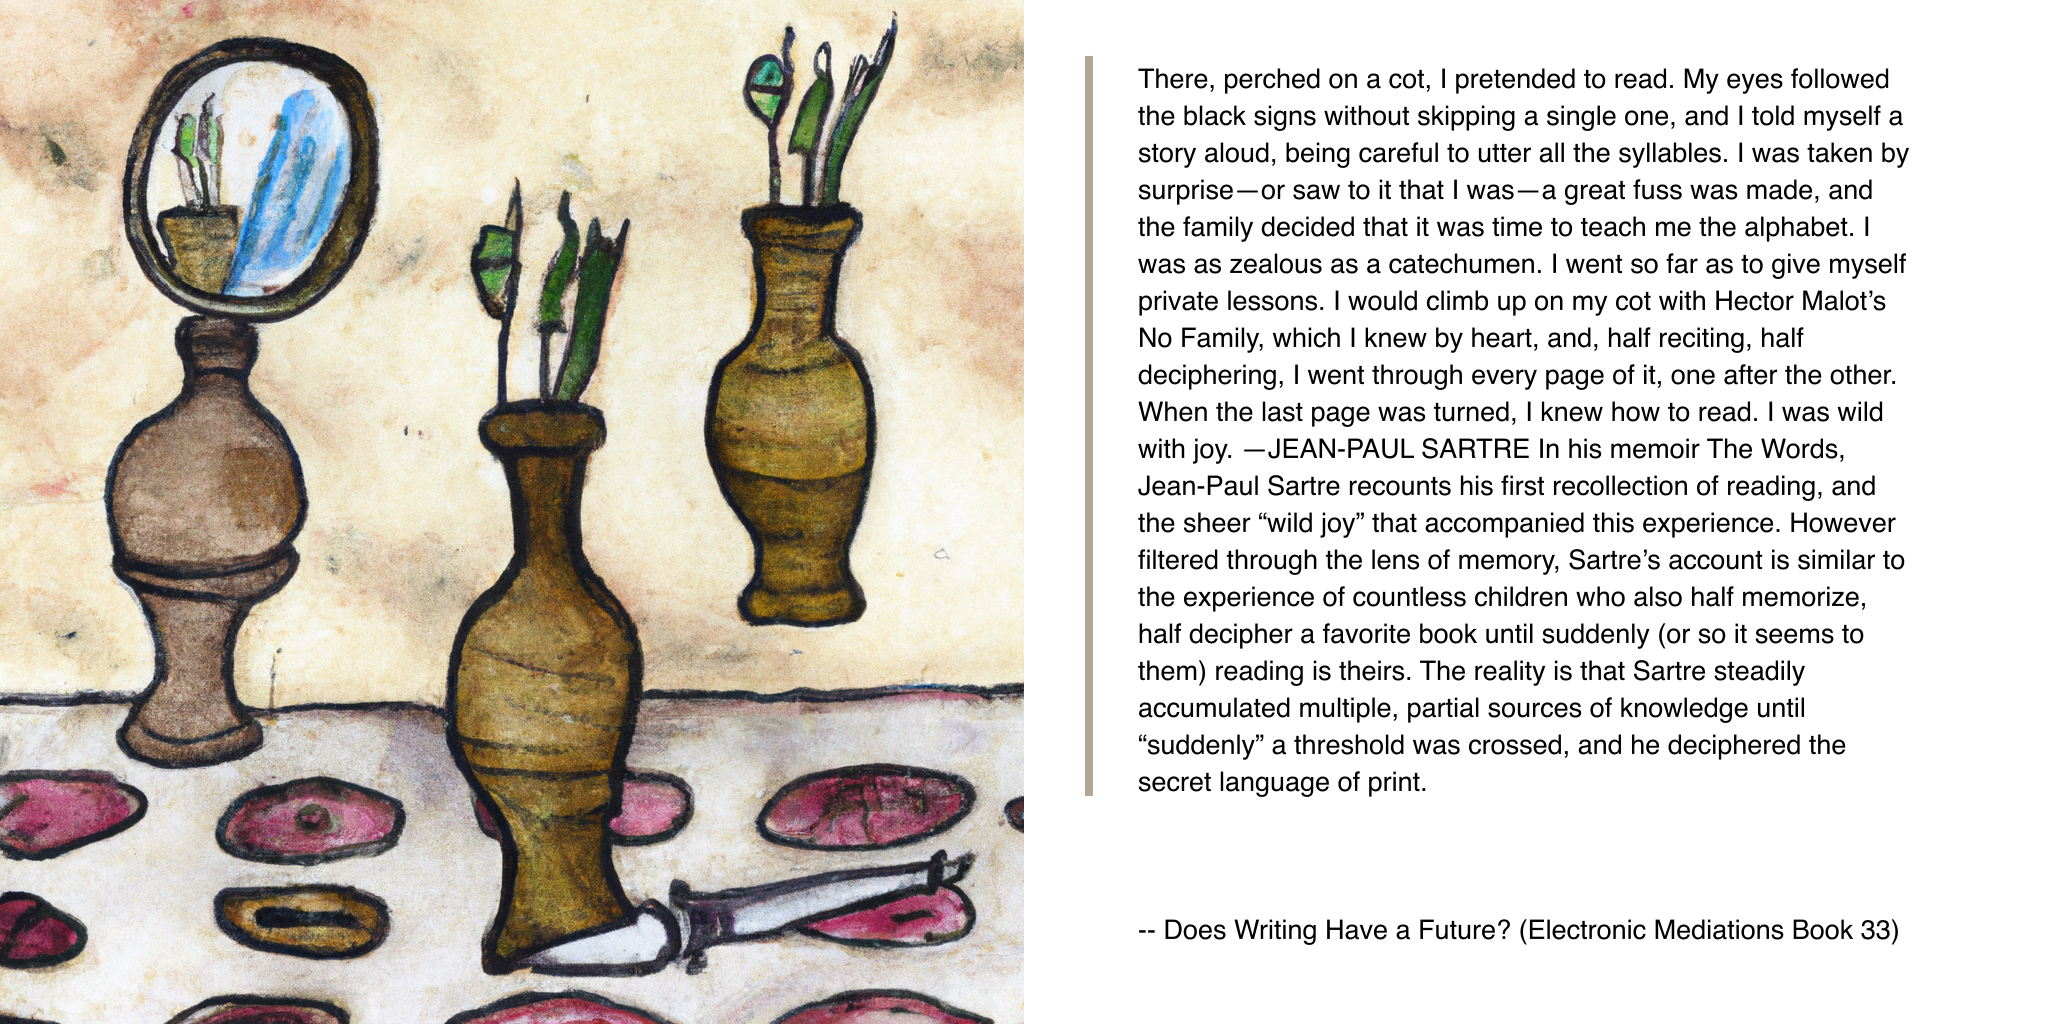 There, perched on a cot, I pretended to read. My eyes followed
the black signs without skipping a single one, and I told myself a
story aloud, being careful to utter all the syllables. I was taken by
surprise—or saw to it that I was—a great fuss was made, and
the family decided that it was time to teach me the alphabet. I
was as zealous as a catechumen. I went so far as to give myself
private lessons. I would climb up on my cot with Hector Malot’s
No Family, which I knew by heart, and, half reciting, half
deciphering, I went through every page of it, one after the other.
When the last page was turned, I knew how to read. I was wild
with joy. —JEAN-PAUL SARTRE In his memoir The Words,
Jean-Paul Sartre recounts his first recollection of reading, and
the sheer “wild joy” that accompanied this experience. However
filtered through the lens of memory, Sartre’s account is similar to
the experience of countless children who also half memorize,
half decipher a favorite book until suddenly (or so it seems to
them) reading is theirs. The reality is that Sartre steadily
accumulated multiple, partial sources of knowledge until
“suddenly” a threshold was crossed, and he deciphered the
secret language of print.
-- Does Writing Have a Future? (Electronic Mediations Book 33)